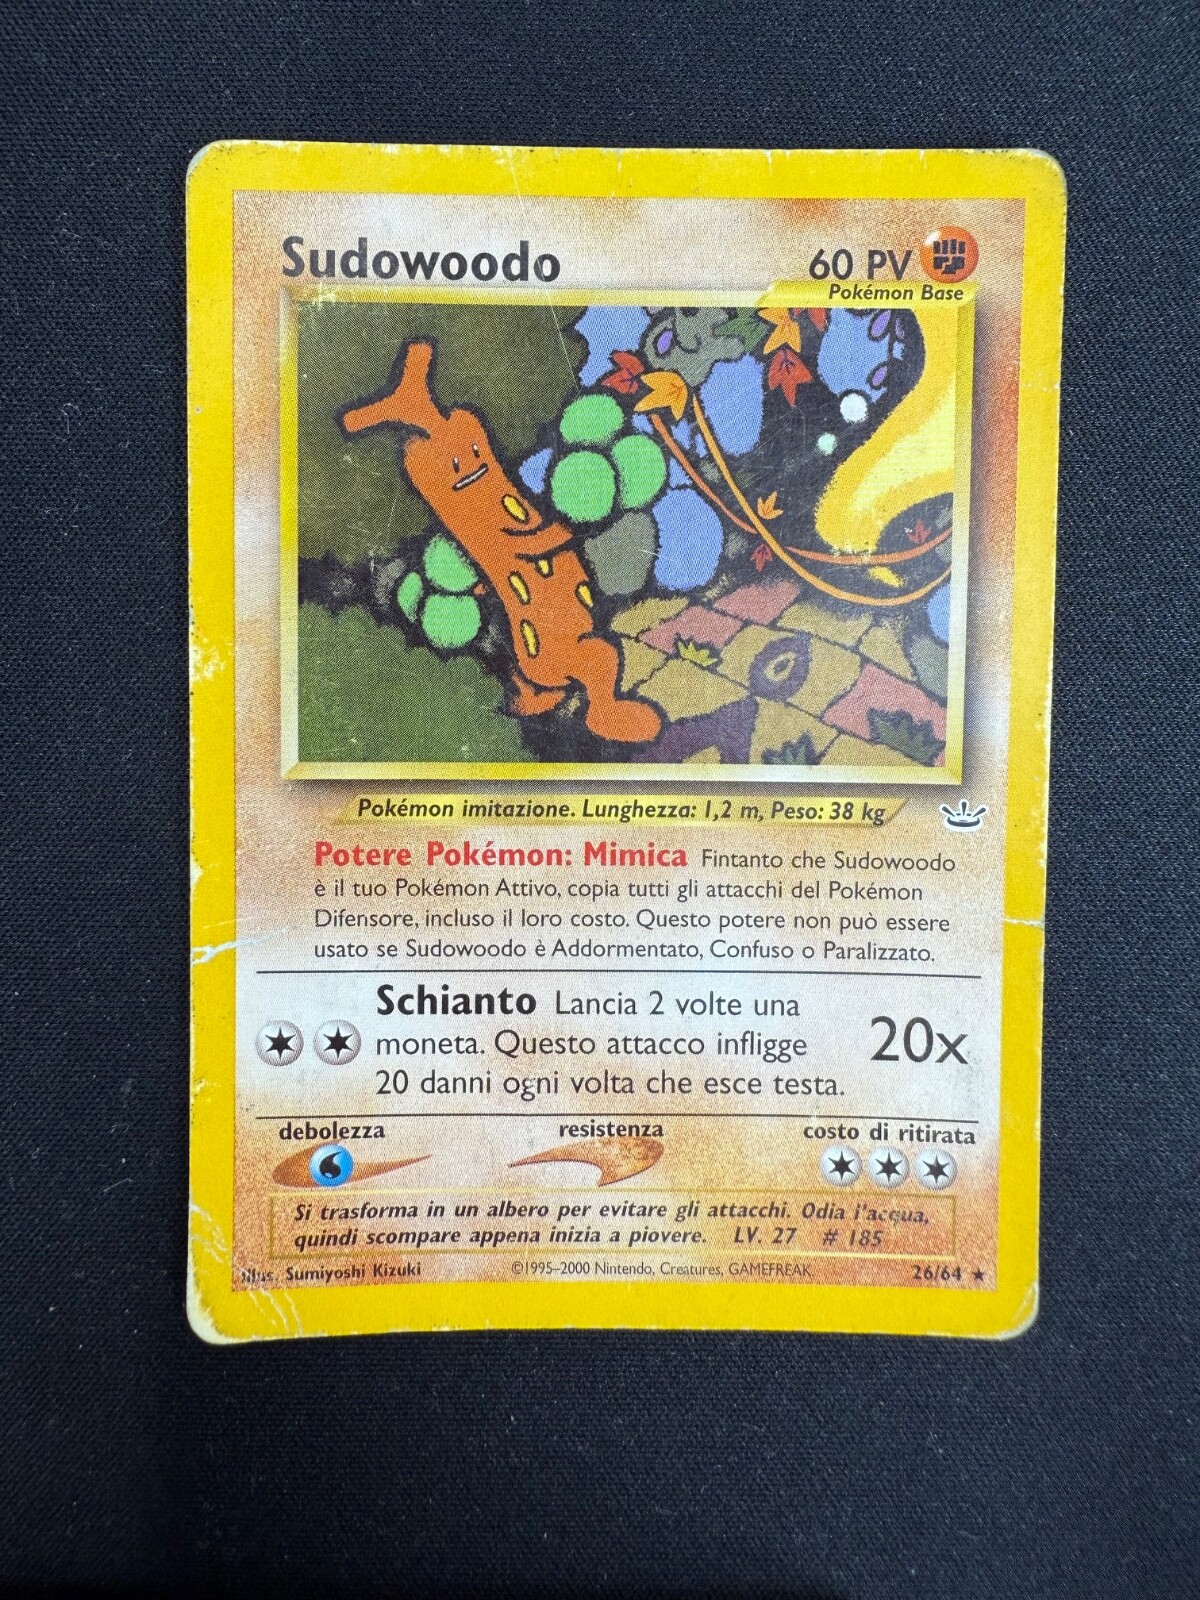 Sudowoodo
60 PV
Pokémon Base
Pokémon imitazione. Lunghezza: 1,2 m, Peso: 38 kg
Potere Pokémon: Mimica Fintanto che Sudowoodo
è il tuo Pokémon Attivo, copia tutti gli attacchi del Pokémon
Difensore, incluso il loro costo. Questo potere non può essere
usato se Sudowoodo è Addormentato, Confuso o Paralizzato.
Schianto Lancia 2 volte una
moneta. Questo attacco infligge
20 danni ogni volta che esce testa.
20x
debolezza
resistenza
costo di ritirata
Si trasforma in un albero per evitare gli attacchi. Odia l'acqua,
quindi scompare appena inizia a piovere. LV. 27 # 185
Illus. Sumiyoshi Kizuki
©1995–2000 Nintendo, Creatures, GAMEFREAK.
26/64 ★